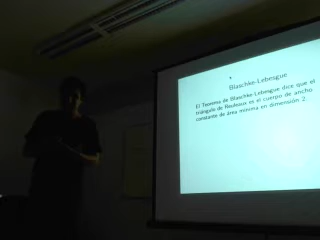 Blaschke-Lebesgue
El Teorema de Blaschke-Lebesgue dice que el
triángulo de Reuleaux es el cuerpo de ancho
constante de área mínima en dimensión 2.